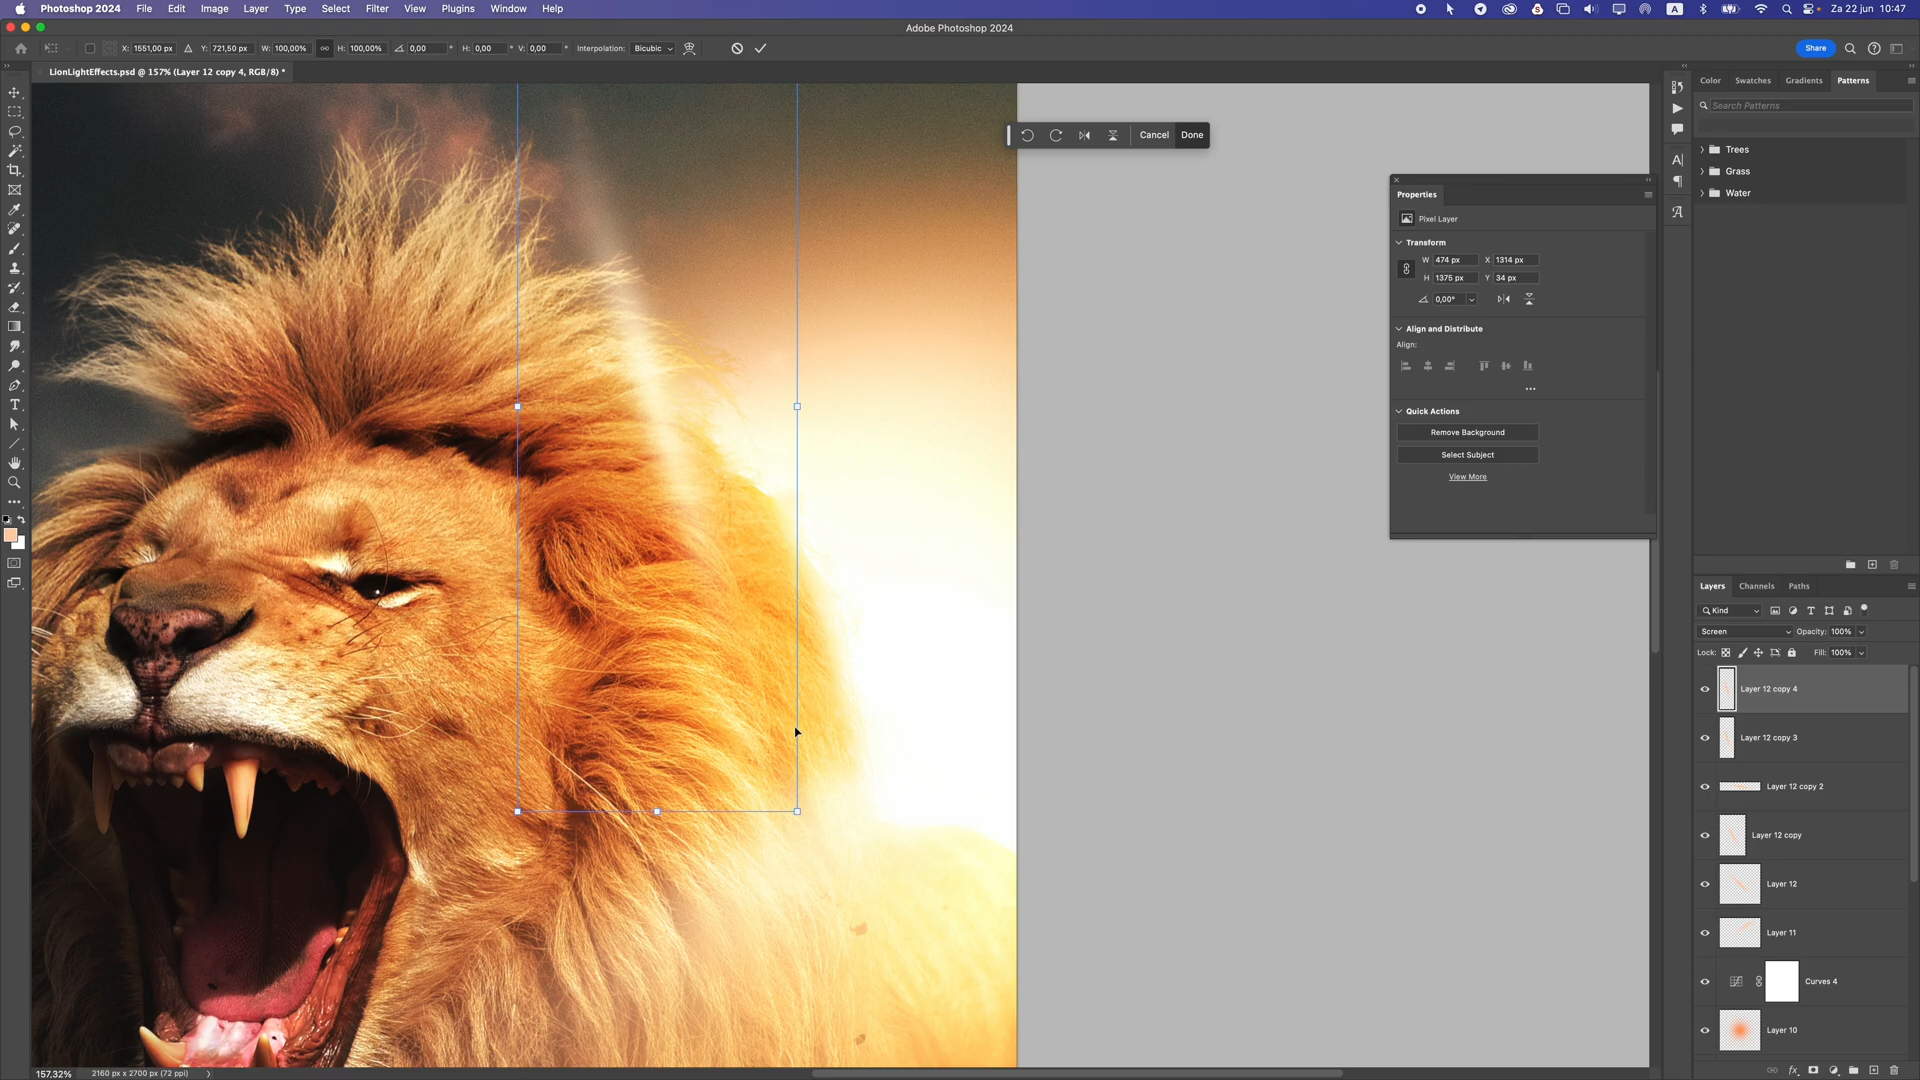 Photoshop 2024 File Edit Image Layer Type Select Filter View Plugins Window Help A Za 22 jun 10:47
Adobe Photoshop 2024
X: 1551,00 px Y: 721,50 px W: 100,00% H: 100,00% 0,00 ° H: 0,00 ° V: 0,00 ° Interpolation: Bicubic Share
LionLightEffects.psd @ 157% (Layer 12 copy 4, RGB/8) *
Color Swatches Gradients Patterns
Search Patterns
Cancel Done
Trees
Grass
Water
Properties
Pixel Layer
Transform
W 474 px X 1314 px
H 1375 px Y 34 px
0,00°
Align and Distribute
Align:
Quick Actions
Remove Background
Select Subject
View More
Layers Channels Paths
Kind
Screen Opacity: 100%
Lock: Fill: 100%
Layer 12 copy 4
Layer 12 copy 3
Layer 12 copy 2
Layer 12 copy
Layer 12
Layer 11
Curves 4
Layer 10
157,32% 2160 px x 2700 px (72 ppi)
fx